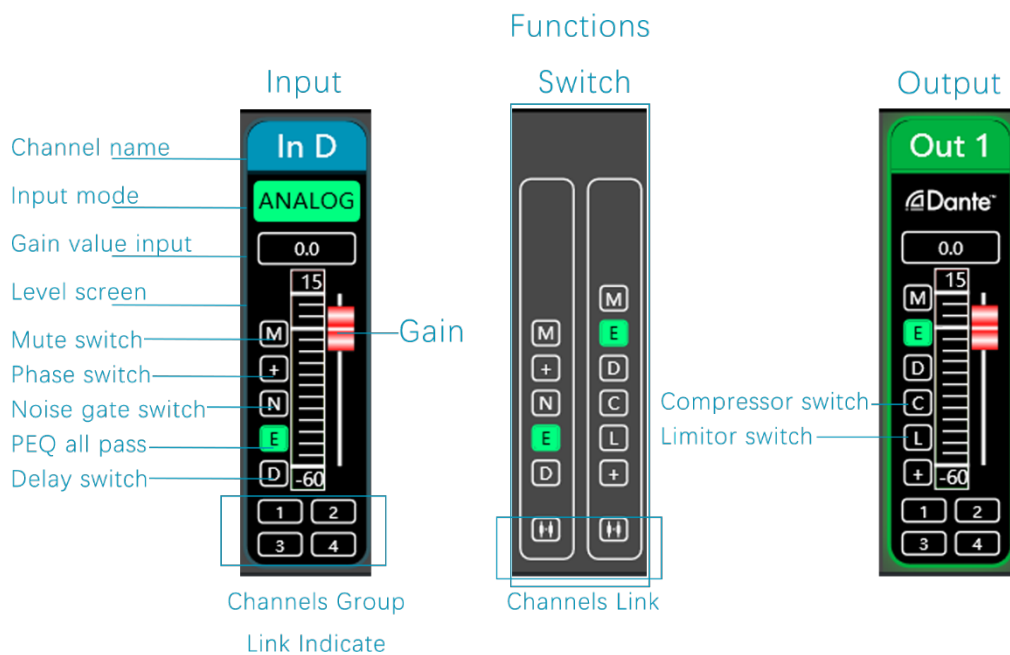 Functions
Input
Switch
Output
Channel name
In D
Out 1
Input mode
ANALOG
Dante™
Gain value input
0.0
0.0
Level screen
15
15
M
M
Mute switch
M
Gain
M
E
E
Phase switch
+
+
D
D
Noise gate switch
N
N
C
Compressor switch
C
PEQ all pass
E
E
L
Limitor switch
L
Delay switch
D
-60
D
+
+
-60
1 2
3 4
1 2
3 4
Channels Group
Link Indicate
Channels Link